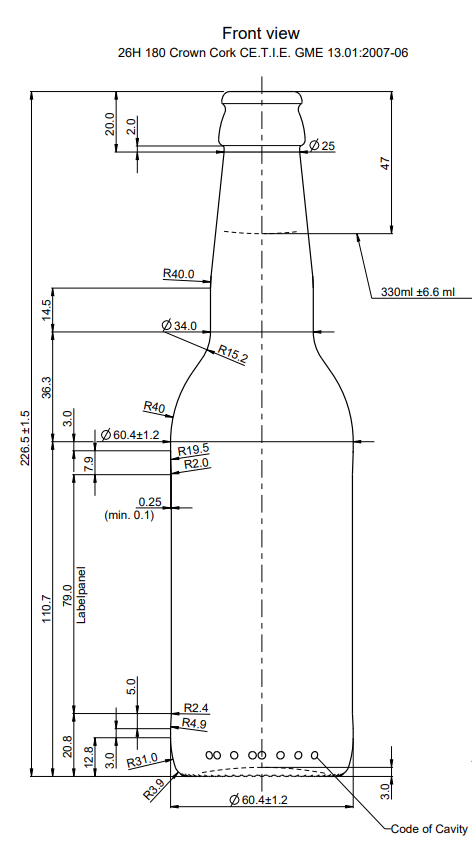 Front view
26H 180 Crown Cork CE.T.I.E. GME 13.01:2007-06
20.0
2.0
∅ 25
47
330ml ±6.6 ml
R40.0
14.5
∅ 34.0
R15.2
36.3
226.5 ±1.5
R40
3.0
∅ 60.4±1.2
R19.5
7.9
R2.0
0.25
(min. 0.1)
79.0
Labelpanel
110.7
5.0
R2.4
R4.9
20.8
12.8
3.0
R31.0
R3.9
3.0
∅ 60.4±1.2
Code of Cavity